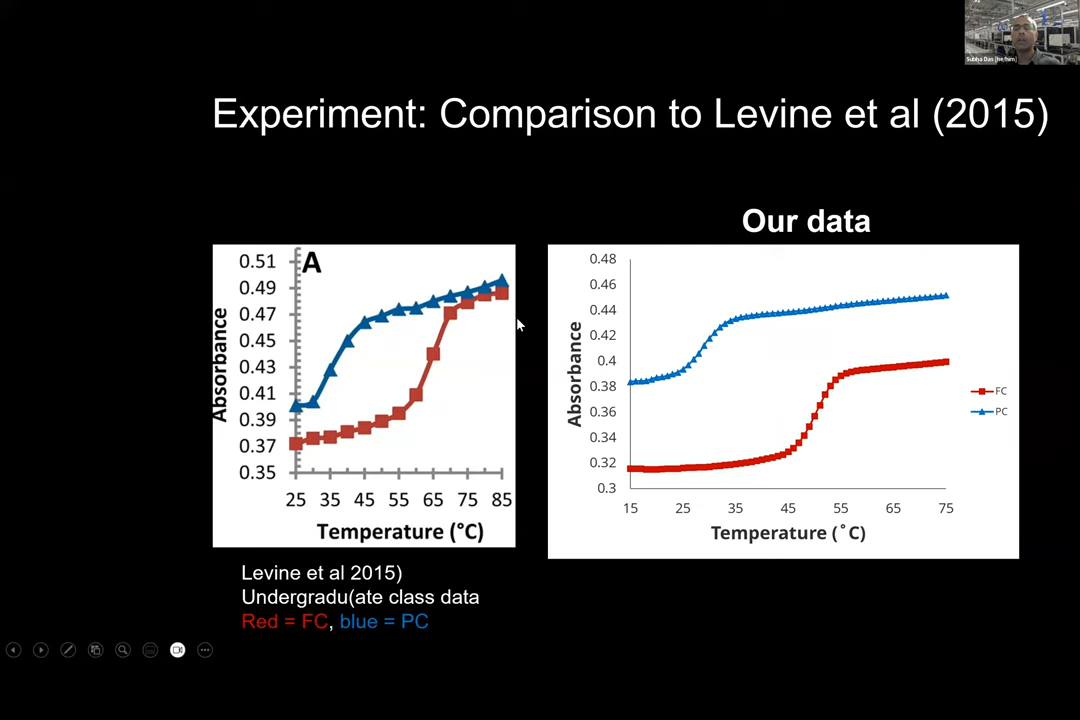 Subha Das (he/him)
Experiment: Comparison to Levine et al (2015)
Our data
A
0.51
0.49
0.47
0.45
0.43
0.41
0.39
0.37
0.35
Absorbance
25 35 45 55 65 75 85
Temperature (°C)
0.48
0.46
0.44
0.42
0.4
0.38
0.36
0.34
0.32
0.3
Absorbance
15 25 35 45 55 65 75
Temperature (˚C)
FC
PC
Levine et al 2015)
Undergradu(ate class data
Red = FC, blue = PC